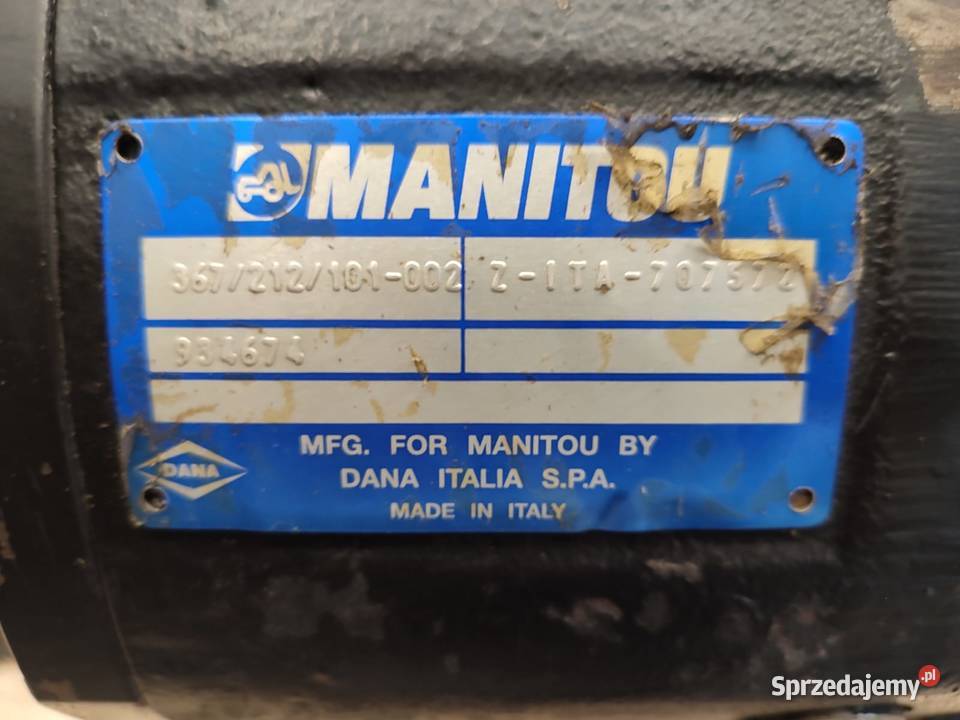 MANITOU
367/212/101-002 Z-ITA-707572
934674
DANA
MFG. FOR MANITOU BY
DANA ITALIA S.P.A.
MADE IN ITALY
Sprzedajemy.pl